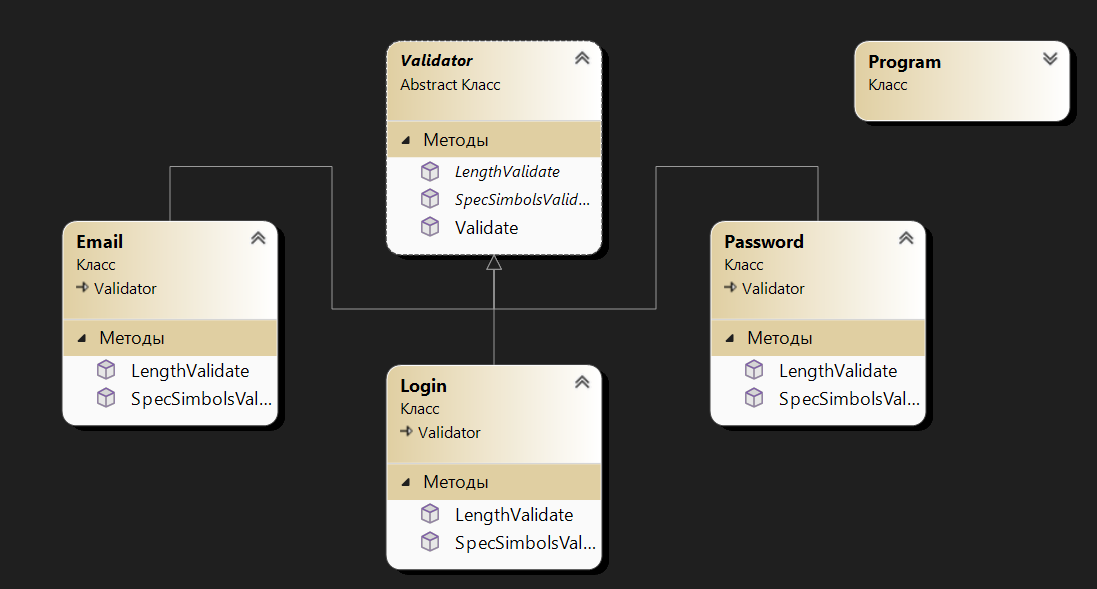 Validator
Abstract Класс
Методы
LengthValidate
SpecSimbolsValid...
Validate
Program
Класс
Email
Класс
Validator
Методы
LengthValidate
SpecSimbolsVal...
Login
Класс
Validator
Методы
LengthValidate
SpecSimbolsVal...
Password
Класс
Validator
Методы
LengthValidate
SpecSimbolsVal...